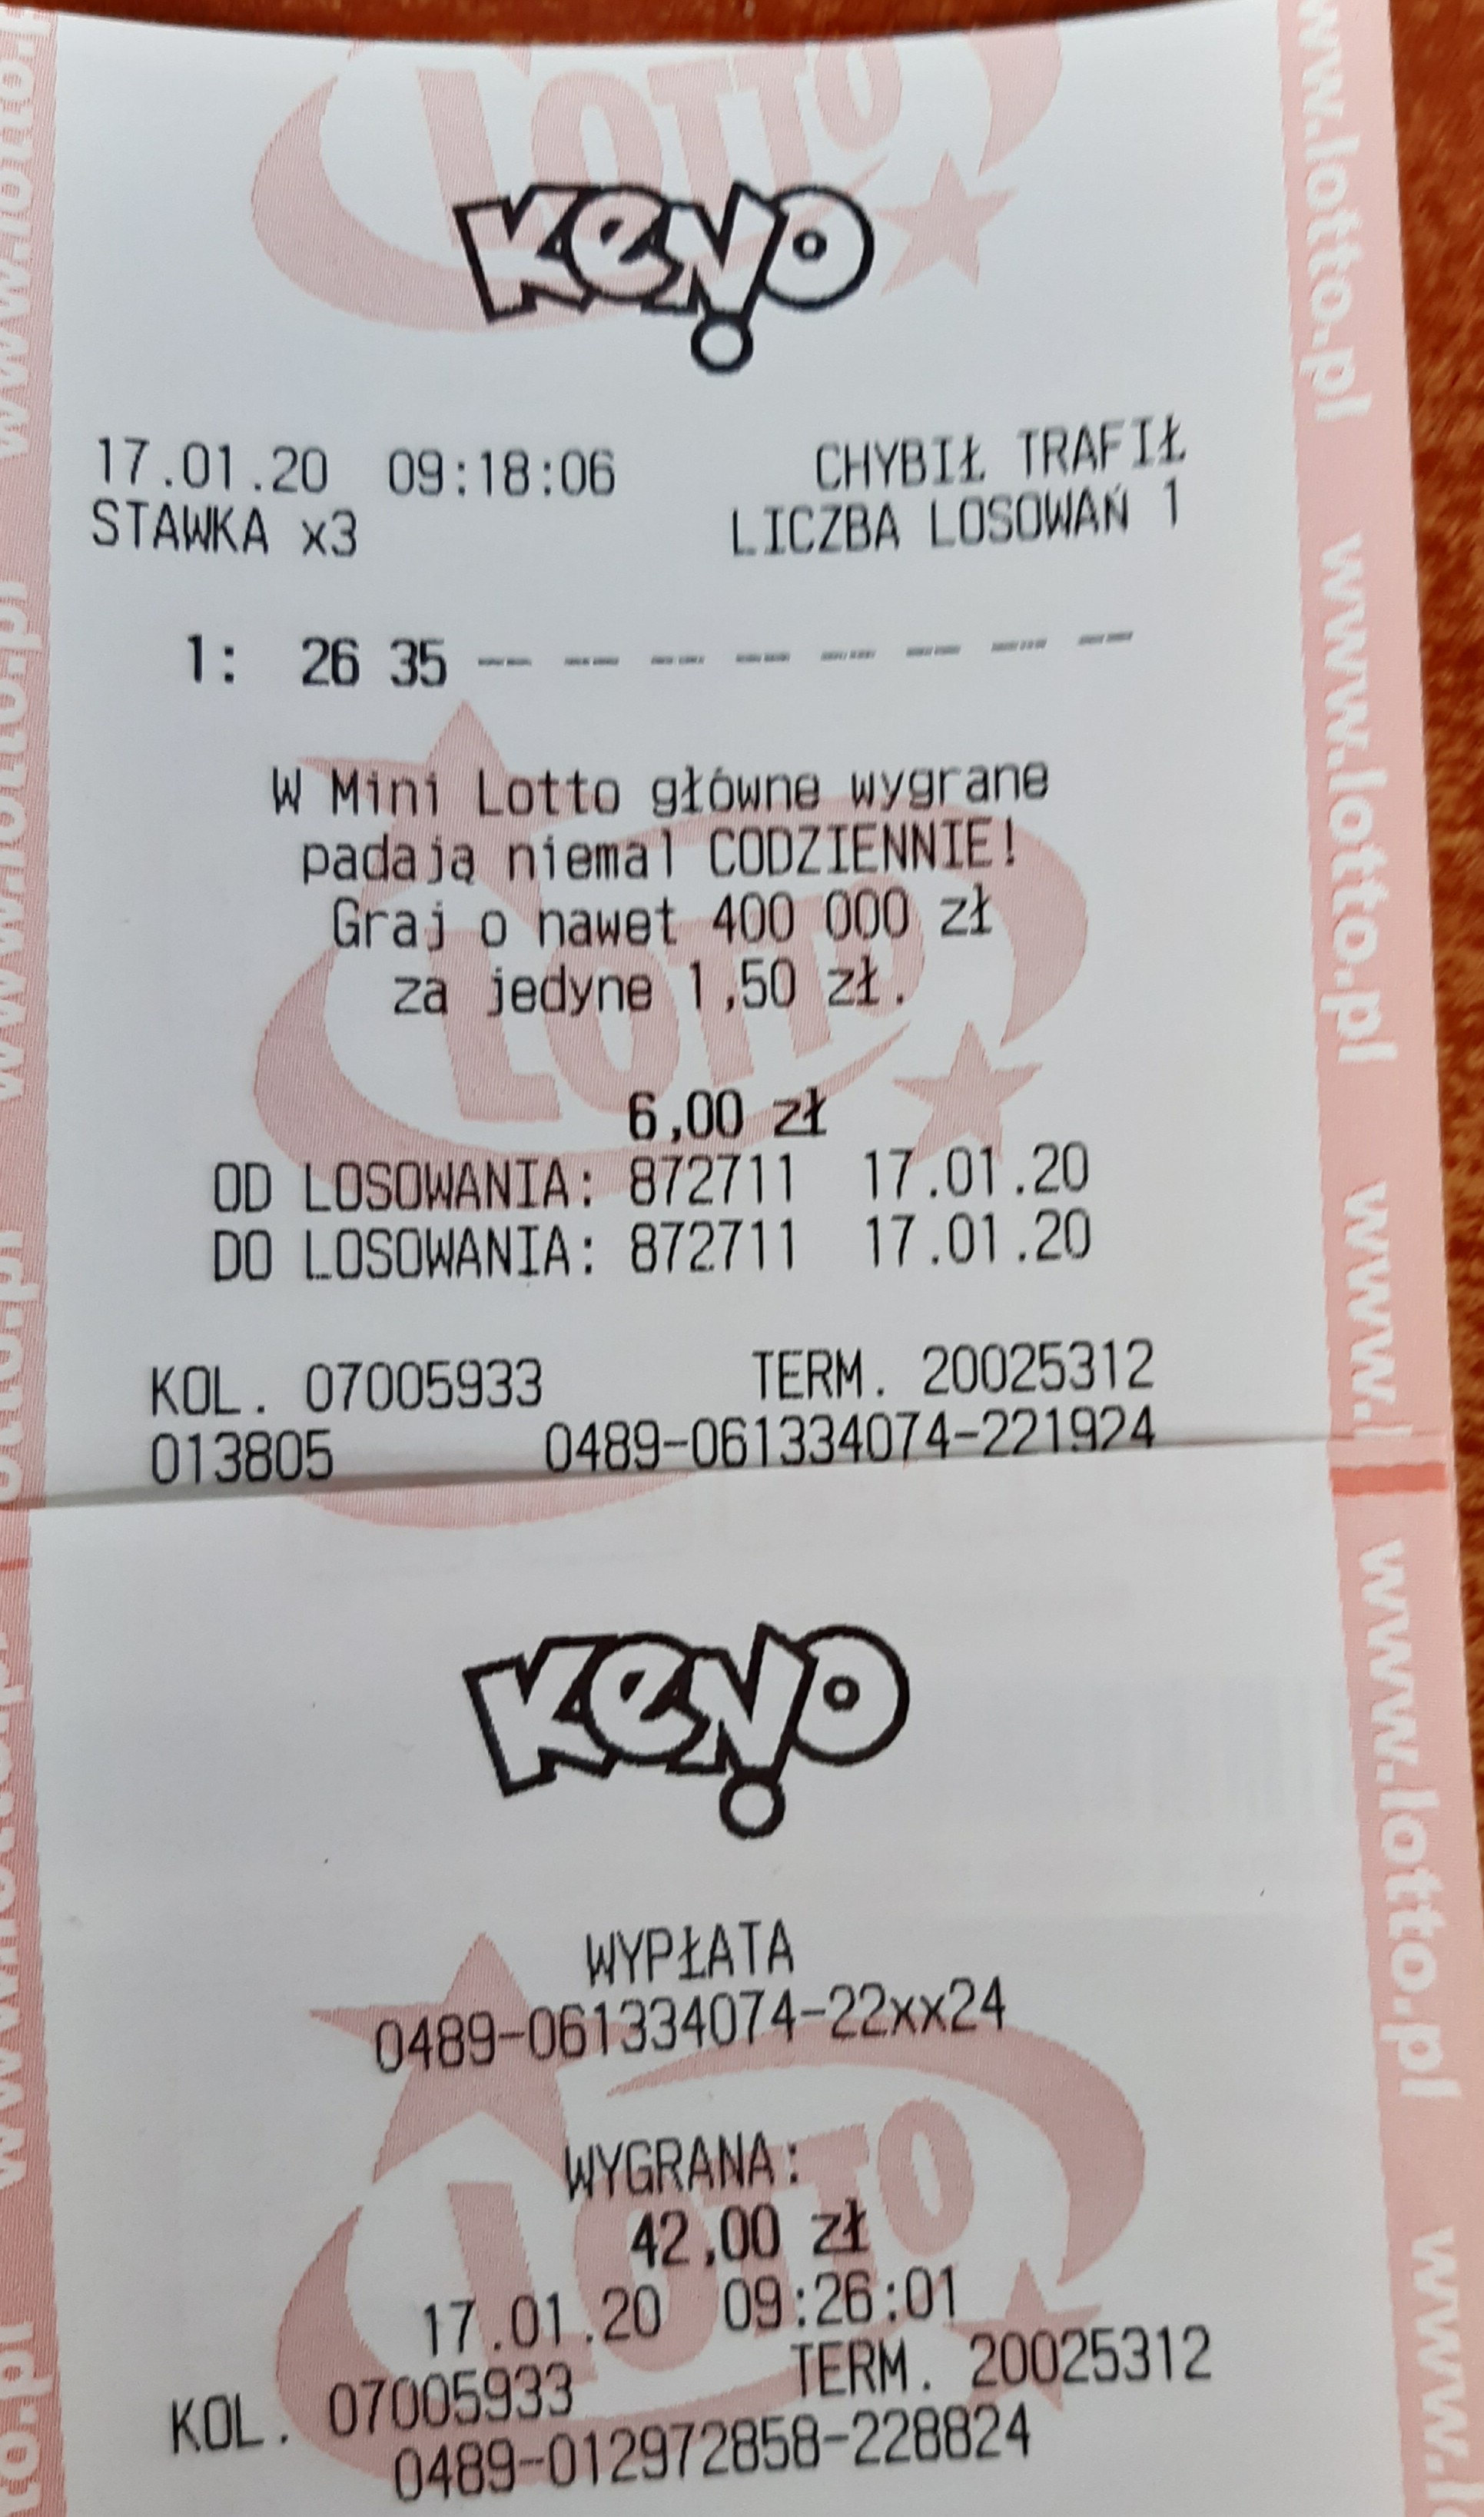 LOTTO
KENO
17.01.20 09:18:06 CHYBIŁ TRAFIŁ
STAWKA x3 LICZBA LOSOWAŃ 1
1: 26 35 -- -- -- -- -- -- -- --
W Mini Lotto główne wygrane
padają niemal CODZIENNIE!
Graj o nawet 400 000 zł
za jedyne 1,50 zł.
LOTTO
6,00 zł
OD LOSOWANIA: 872711 17.01.20
DO LOSOWANIA: 872711 17.01.20
KOL. 07005933 TERM. 20025312
013805 0489-061334074-221924
KENO
WYPŁATA
0489-061334074-22xx24
WYGRANA:
LOTTO
42,00 zł
17.01.20 09:26:01
KOL. 07005933 TERM. 20025312
0489-012972858-228824
www.lotto.pl
www.lotto.pl
www.lotto.pl